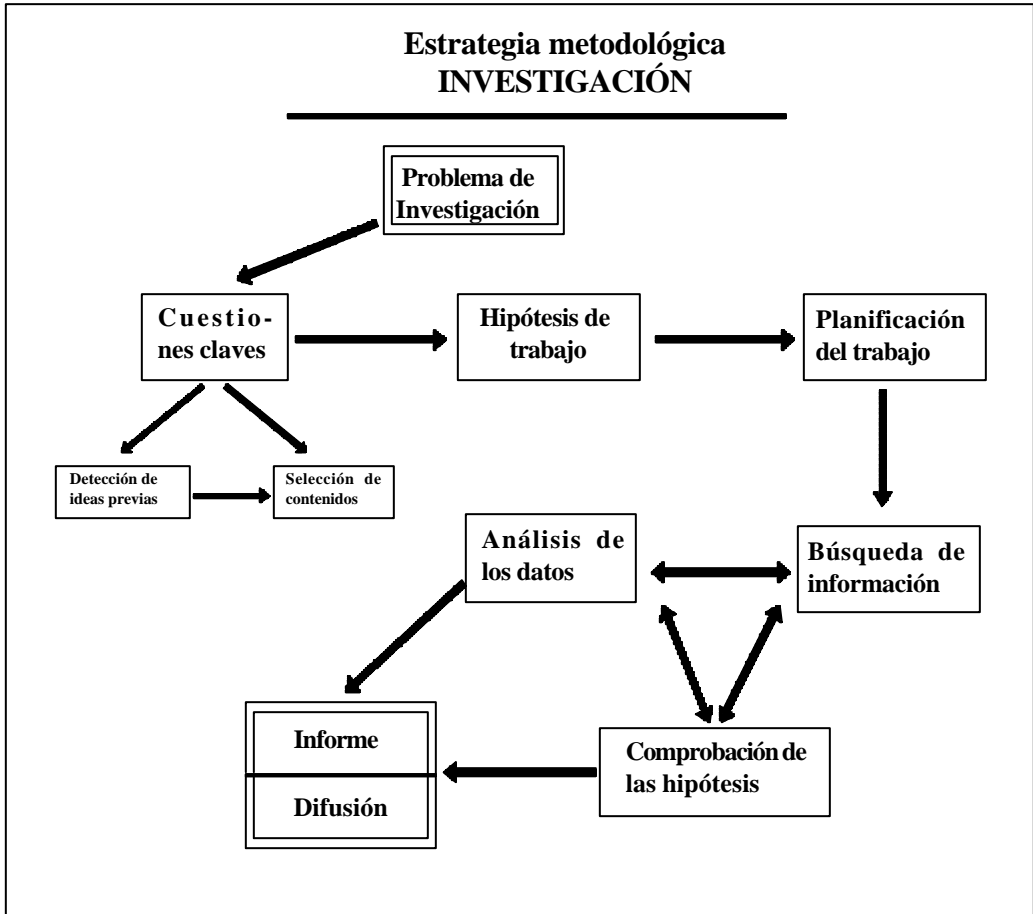 Estrategia metodológica
INVESTIGACIÓN
Problema de
Investigación
Cuestio-
nes claves
Hipótesis de
trabajo
Planificación
del trabajo
Detección de
ideas previas
Selección de
contenidos
Análisis de
los datos
Búsqueda de
información
Informe
Difusión
Comprobación de
las hipótesis